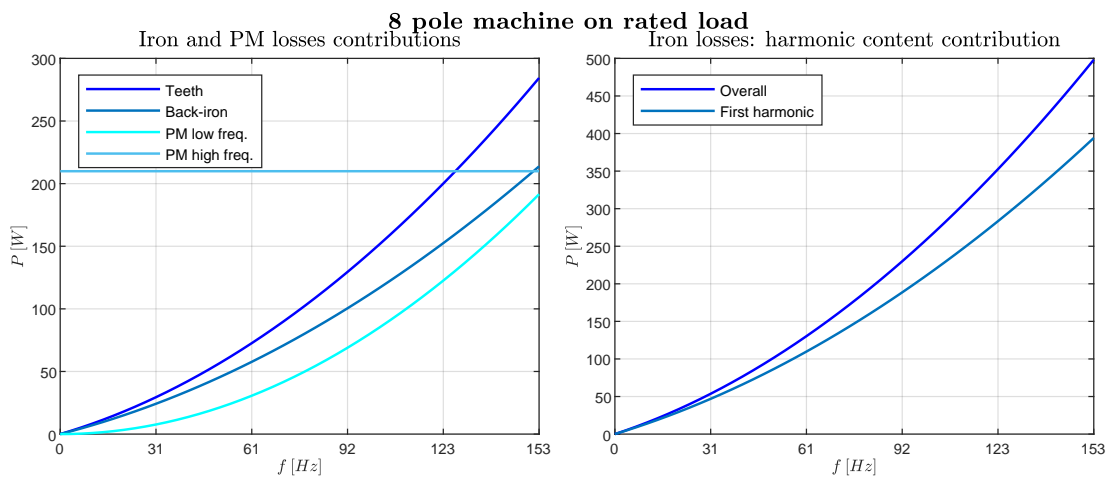 8 pole machine on rated load
Iron and PM losses contributions
300
250
200
150
100
50
0
P [W]
Teeth
Back-iron
PM low freq.
PM high freq.
0 31 61 92 123 153
f [Hz]
Iron losses: harmonic content contribution
500
450
400
350
300
250
200
150
100
50
0
P [W]
Overall
First harmonic
0 31 61 92 123 153
f [Hz]